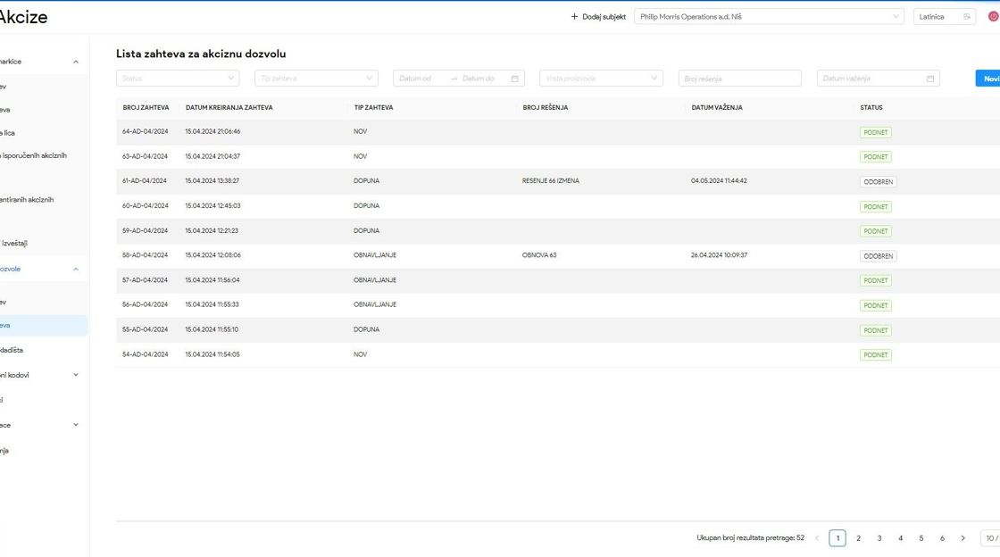 Akcize
Dodaj subjekt
Philip Morris Operations a.d. Niš
Latinica
Lista zahteva za akciznu dozvolu
Status
Tip zahteva
Datum od
Datum do
Vrsta proizvoda
Broj rešenja
Datum važenja
Novi
BROJ ZAHTEVA DATUM KREIRANJA ZAHTEVA TIP ZAHTEVA BROJ REŠENJA DATUM VAŽENJA STATUS
64-AD-04/2024 15.04.2024 21:06:46 NOV PODNET
63-AD-04/2024 15.04.2024 21:04:37 NOV PODNET
61-AD-04/2024 15.04.2024 13:38:27 DOPUNA RESENJE 66 IZMENA 04.05.2024 11:44:42 ODOBREN
60-AD-04/2024 15.04.2024 12:45:03 DOPUNA PODNET
59-AD-04/2024 15.04.2024 12:21:23 DOPUNA PODNET
58-AD-04/2024 15.04.2024 12:08:06 OBNAVLJANJE OBNOVA 63 26.04.2024 10:09:37 ODOBREN
57-AD-04/2024 15.04.2024 11:56:04 OBNAVLJANJE PODNET
56-AD-04/2024 15.04.2024 11:55:33 OBNAVLJANJE PODNET
55-AD-04/2024 15.04.2024 11:55:10 DOPUNA PODNET
54-AD-04/2024 15.04.2024 11:54:05 NOV PODNET
Ukupan broj rezultata pretrage: 52 1 2 3 4 5 6 10 /
narkice
ev
eva
a lica
isporučenih akciznih
entiranih akciznih
izveštaji
ozvole
ev
eva
kladišta
ni kodovi
ci
ace
nja